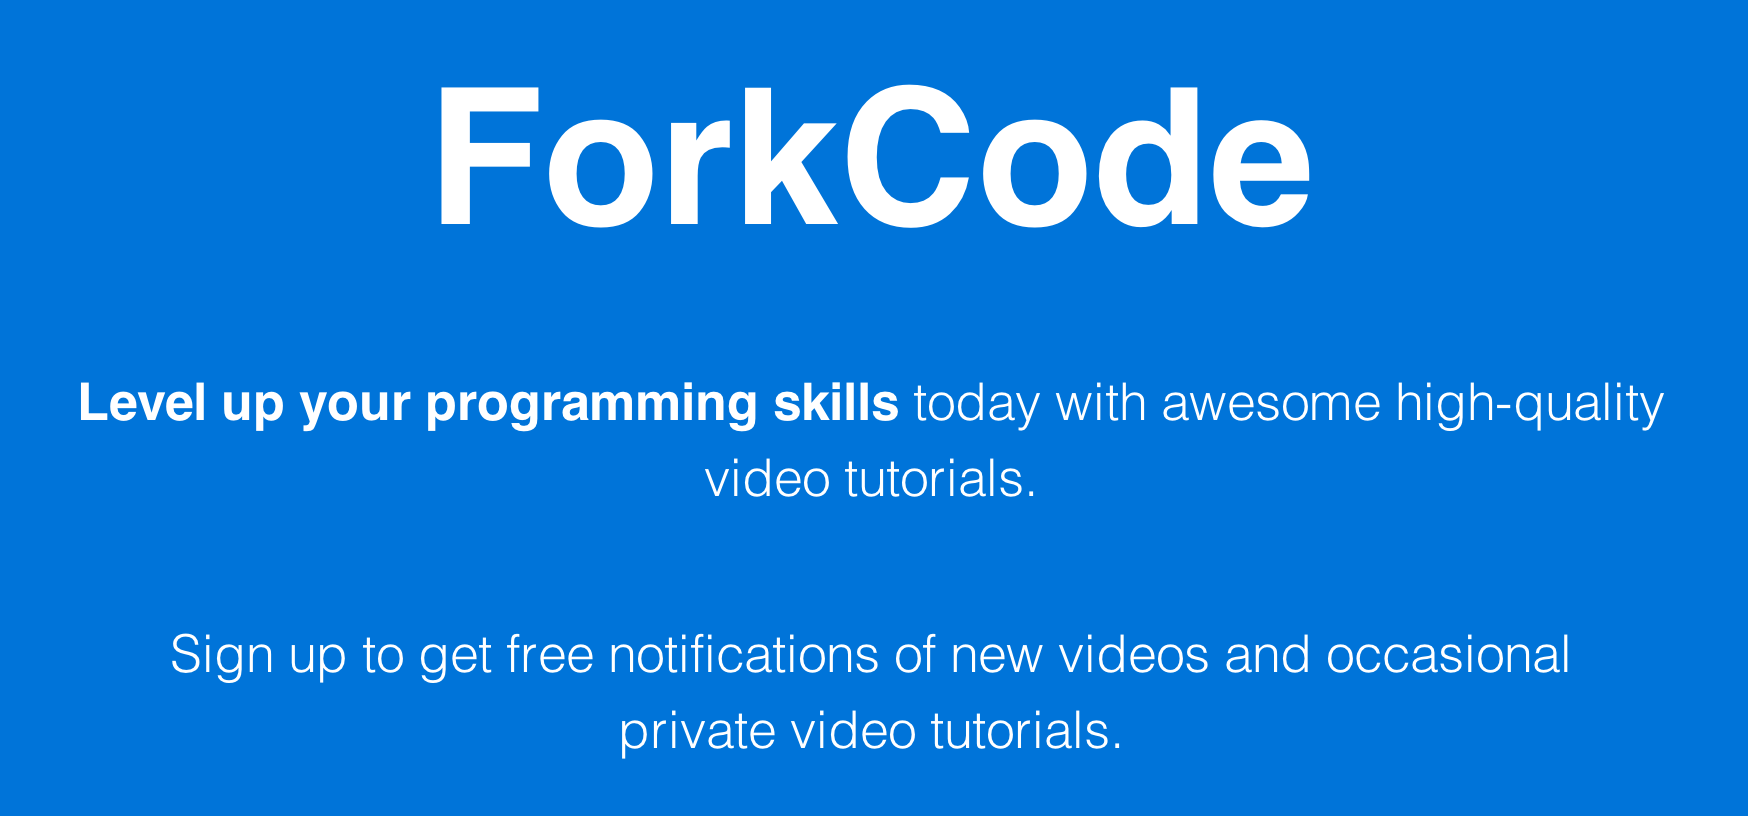 ForkCode
Level up your programming skills today with awesome high-quality
video tutorials.
Sign up to get free notifications of new videos and occasional
private video tutorials.